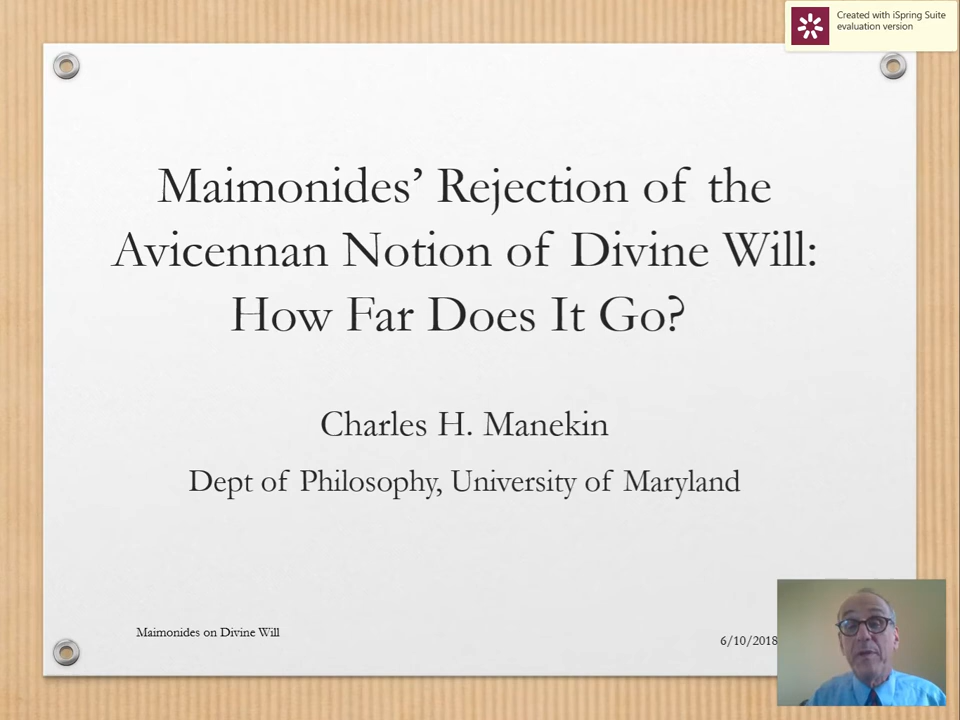 Created with iSpring Suite
evaluation version
Maimonides’ Rejection of the
Avicennan Notion of Divine Will:
How Far Does It Go?
Charles H. Manekin
Dept of Philosophy, University of Maryland
Maimonides on Divine Will
6/10/2018